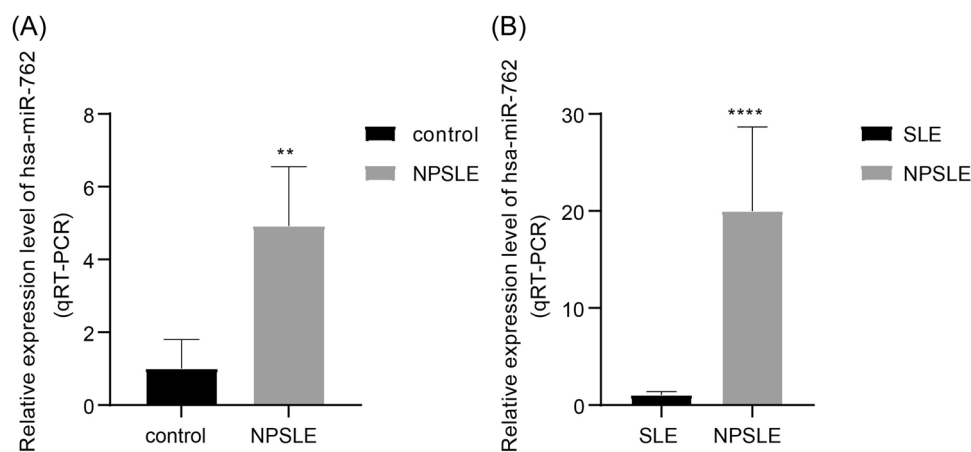 (A)
Relative expression level of hsa-miR-762
(qRT-PCR)
8
6
4
2
0
**
control
NPSLE
control
NPSLE
(B)
Relative expression level of hsa-miR-762
(qRT-PCR)
30
20
10
0
****
SLE
NPSLE
SLE
NPSLE